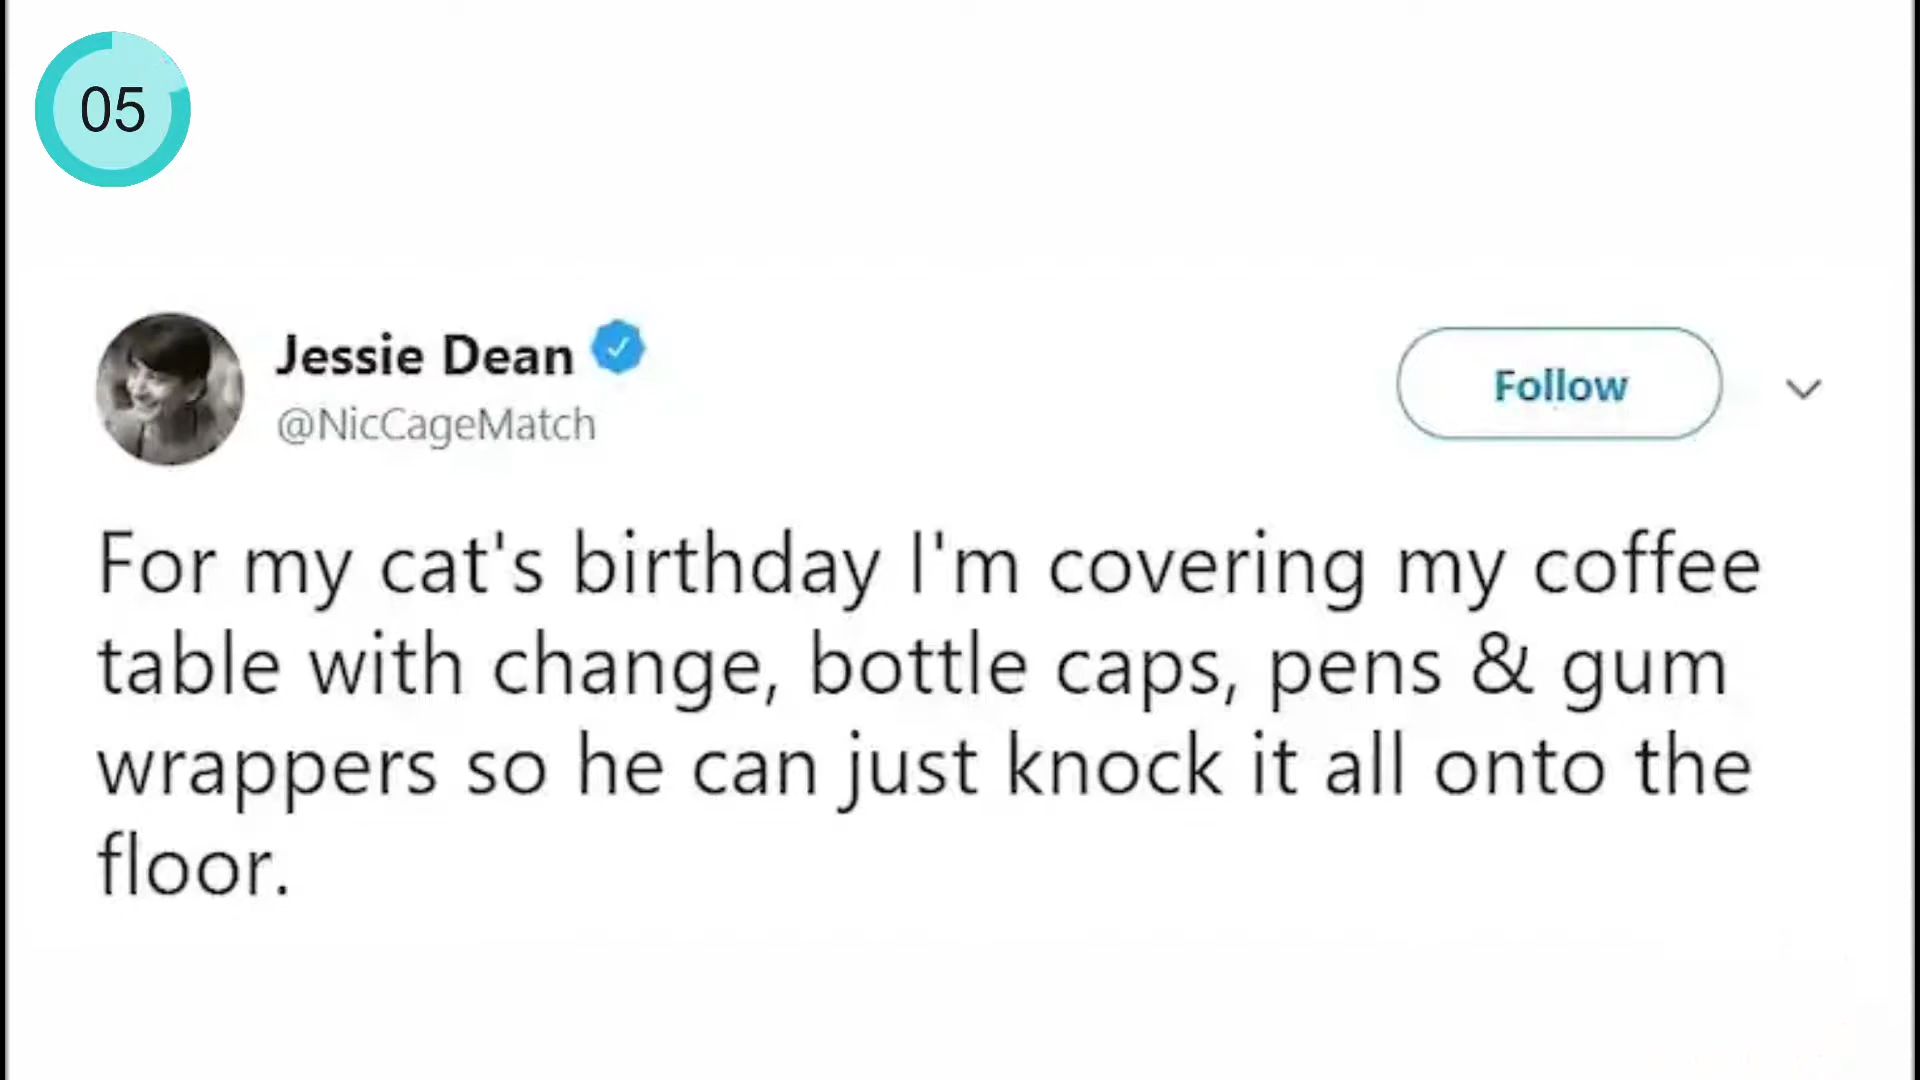 05
Jessie Dean
@NicCageMatch
Follow
For my cat's birthday I'm covering my coffee
table with change, bottle caps, pens & gum
wrappers so he can just knock it all onto the
floor.